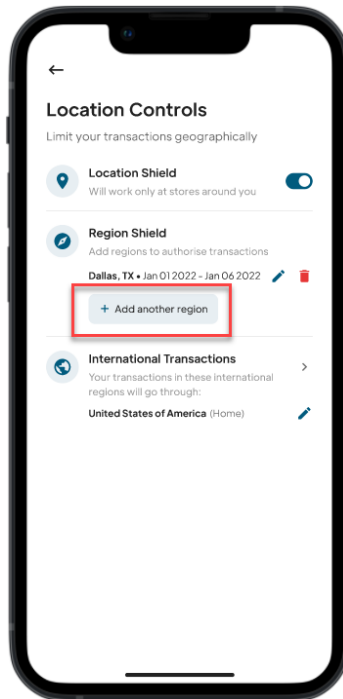 Location Controls
Limit your transactions geographically
Location Shield
Will work only at stores around you
Region Shield
Add regions to authorise transactions
Dallas, TX • Jan 01 2022 - Jan 06 2022
+ Add another region
International Transactions
Your transactions in these international
regions will go through:
United States of America (Home)